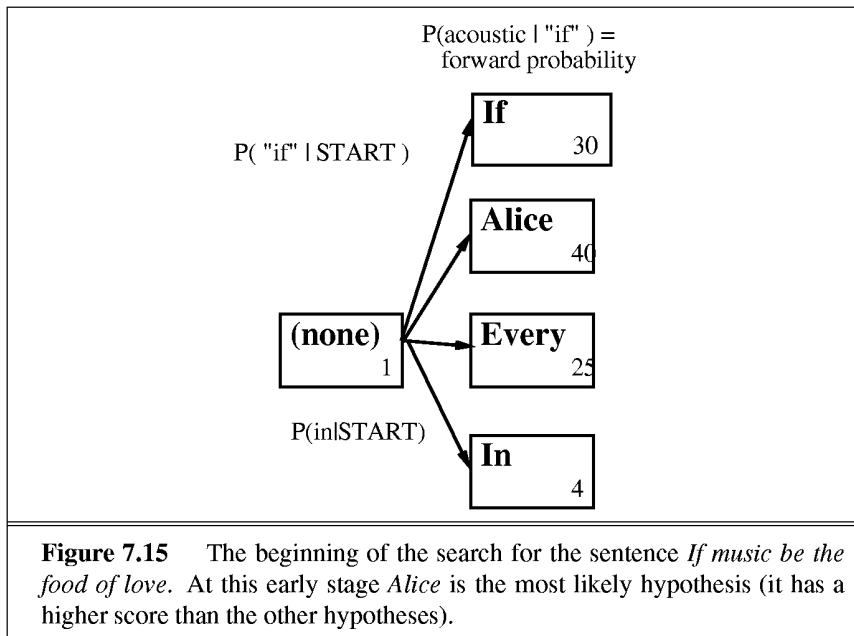 P(acoustic | "if" ) =
forward probability
If
30
P( "if" | START )
Alice
40
(none)
1
Every
25
P(in|START)
In
4
Figure 7.15 The beginning of the search for the sentence If music be the
food of love. At this early stage Alice is the most likely hypothesis (it has a
higher score than the other hypotheses).